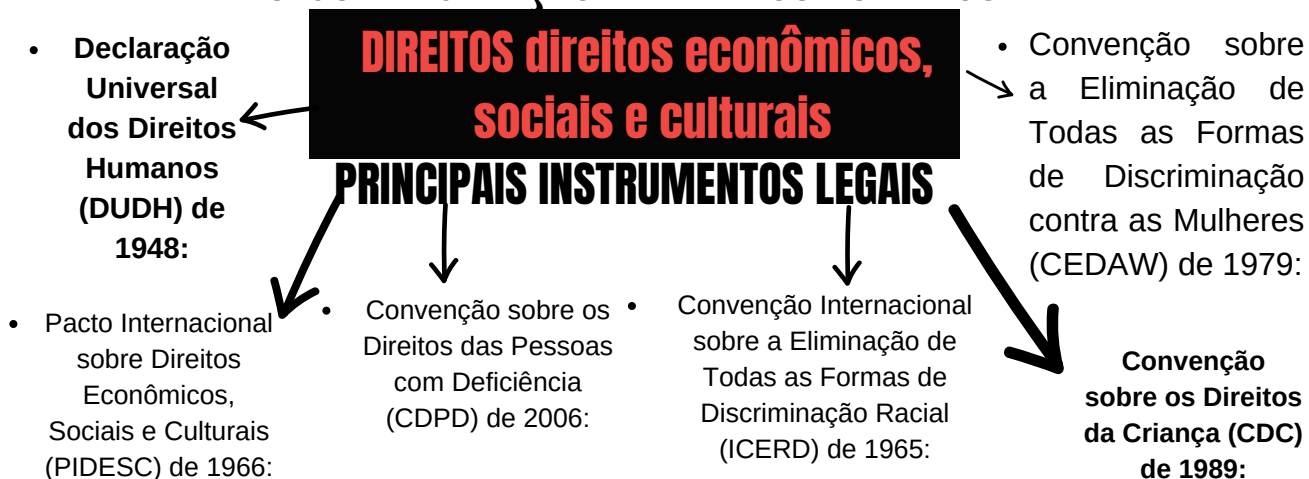 DIREITOS direitos econômicos,
sociais e culturais
PRINCIPAIS INSTRUMENTOS LEGAIS
• Declaração
Universal
dos Direitos
Humanos
(DUDH) de
1948:
• Convenção sobre
a Eliminação de
Todas as Formas
de Discriminação
contra as Mulheres
(CEDAW) de 1979:
• Pacto Internacional
sobre Direitos
Econômicos,
Sociais e Culturais
(PIDESC) de 1966:
• Convenção sobre os
Direitos das Pessoas
com Deficiência
(CDPD) de 2006:
• Convenção Internacional
sobre a Eliminação de
Todas as Formas de
Discriminação Racial
(ICERD) de 1965:
Convenção
sobre os Direitos
da Criança (CDC)
de 1989: